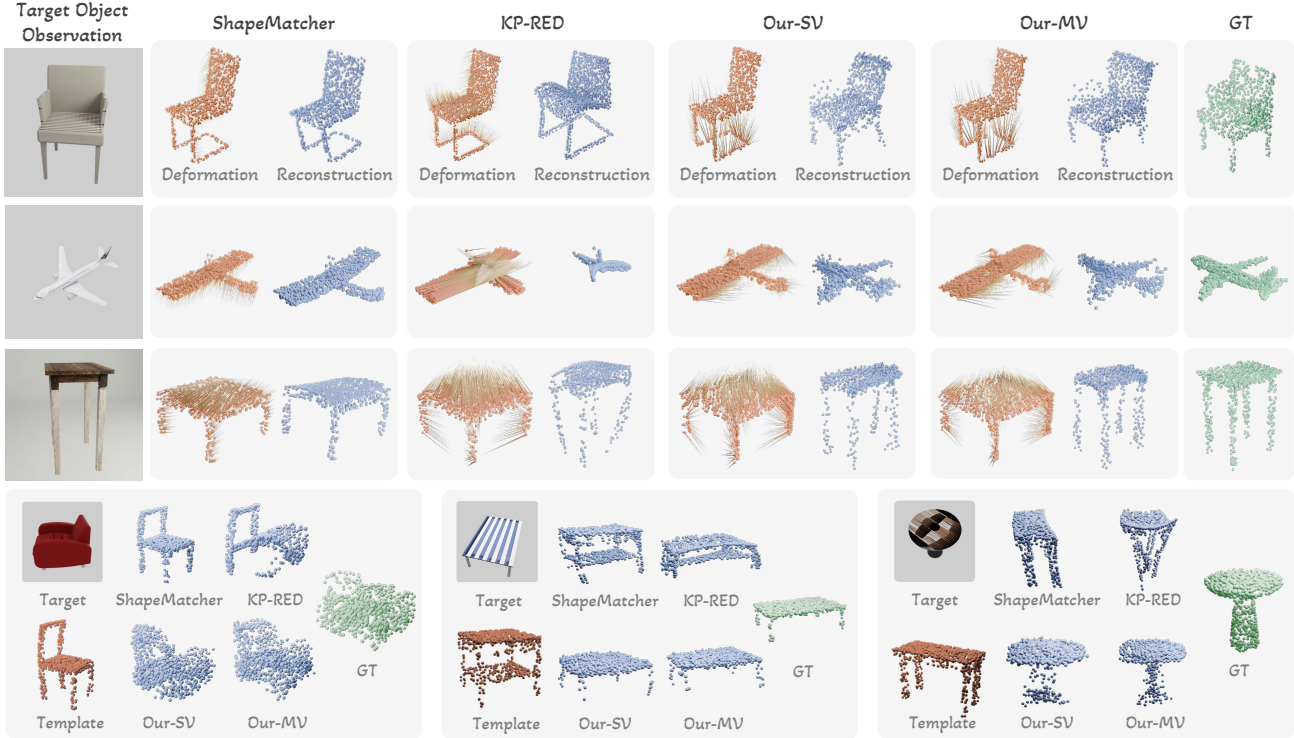 Target Object
Observation
ShapeMatcher
KP-RED
Our-SV
Our-MV
GT
Deformation
Reconstruction
Deformation
Reconstruction
Deformation
Reconstruction
Deformation
Reconstruction
Target
ShapeMatcher
KP-RED
GT
Template
Our-SV
Our-MV
Target
ShapeMatcher
KP-RED
GT
Template
Our-SV
Our-MV
Target
ShapeMatcher
KP-RED
GT
Template
Our-SV
Our-MV